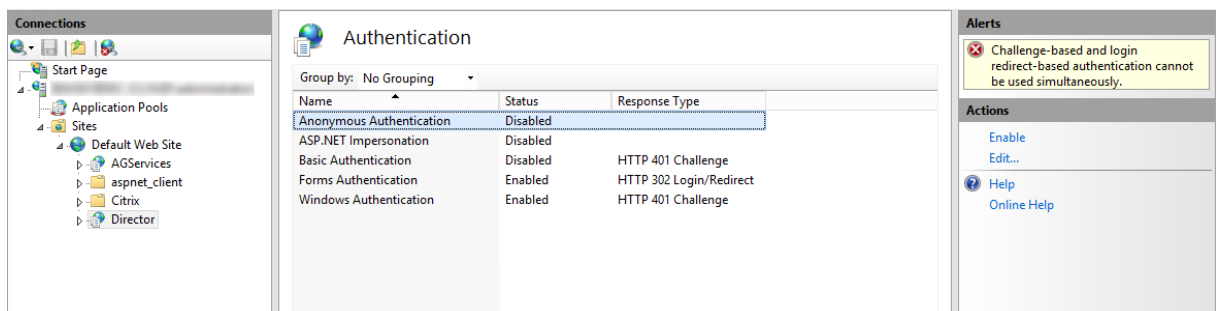 Connections
Start Page
Application Pools
Sites
Default Web Site
AGServices
aspnet_client
Citrix
Director
Authentication
Group by: No Grouping
Name Status Response Type
Anonymous Authentication Disabled
ASP.NET Impersonation Disabled
Basic Authentication Disabled HTTP 401 Challenge
Forms Authentication Enabled HTTP 302 Login/Redirect
Windows Authentication Enabled HTTP 401 Challenge
Alerts
Challenge-based and login
redirect-based authentication cannot
be used simultaneously.
Actions
Enable
Edit...
Help
Online Help